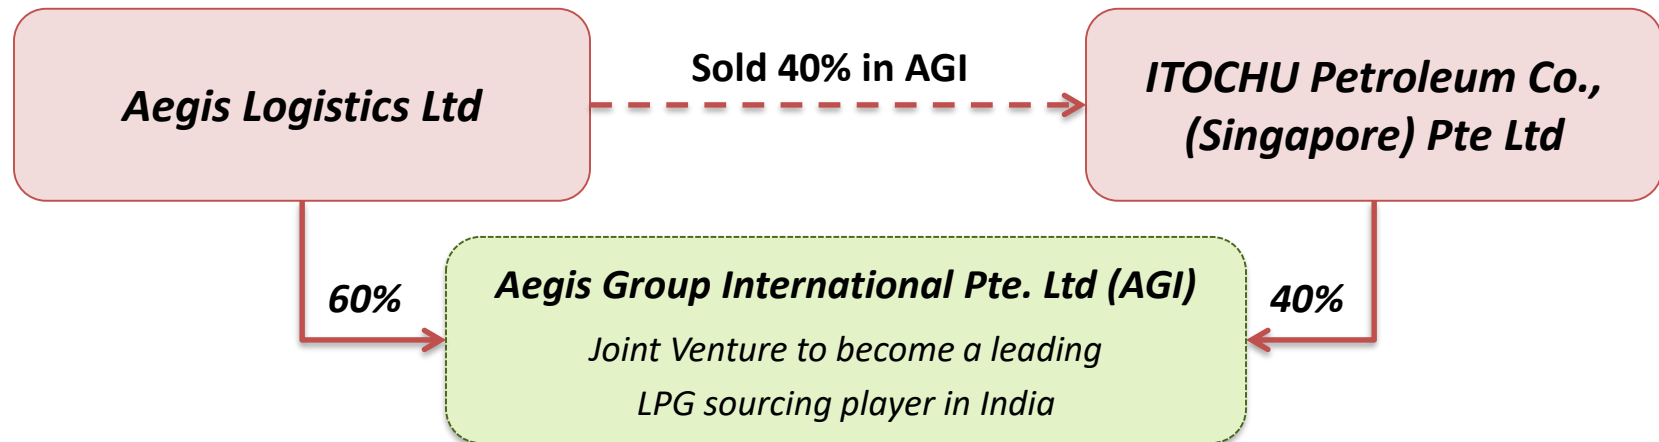 Aegis Logistics Ltd
Sold 40% in AGI
ITOCHU Petroleum Co.,
(Singapore) Pte Ltd
60%
Aegis Group International Pte. Ltd (AGI)
Joint Venture to become a leading
LPG sourcing player in India
40%